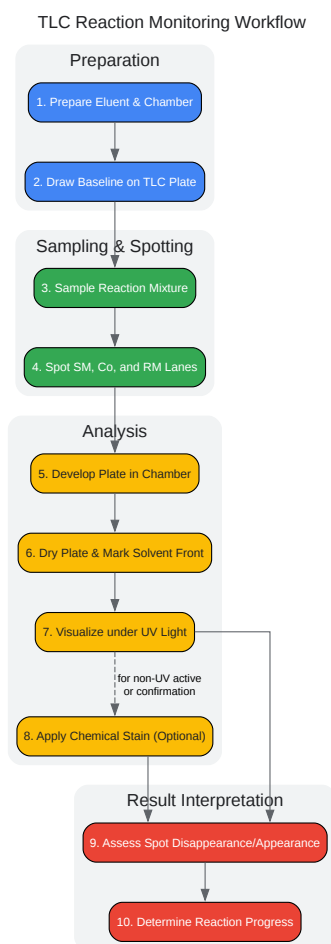 TLC Reaction Monitoring Workflow
Preparation
1. Prepare Eluent & Chamber
2. Draw Baseline on TLC Plate
Sampling & Spotting
3. Sample Reaction Mixture
4. Spot SM, Co, and RM Lanes
Analysis
5. Develop Plate in Chamber
6. Dry Plate & Mark Solvent Front
7. Visualize under UV Light
for non-UV active
or confirmation
8. Apply Chemical Stain (Optional)
Result Interpretation
9. Assess Spot Disappearance/Appearance
10. Determine Reaction Progress